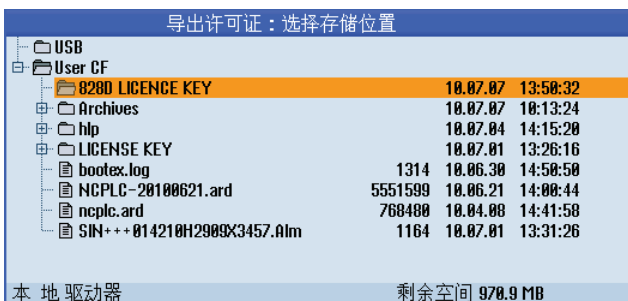 导出许可证：选择存储位置
USB
User CF
828D LICENCE KEY 10.07.07 13:50:32
Archives 10.07.07 10:13:24
hlp 10.07.04 14:15:20
LICENSE KEY 10.07.01 13:26:16
bootex.log 1314 10.06.30 14:50:50
NCPLC-20100621.ard 5551599 10.06.21 14:00:44
ncplc.ard 768480 10.04.08 14:41:58
SIN+++014210H2909X3457.Alm 1164 10.07.01 13:31:26
本 地 驱动器 剩余空间 970.9 MB